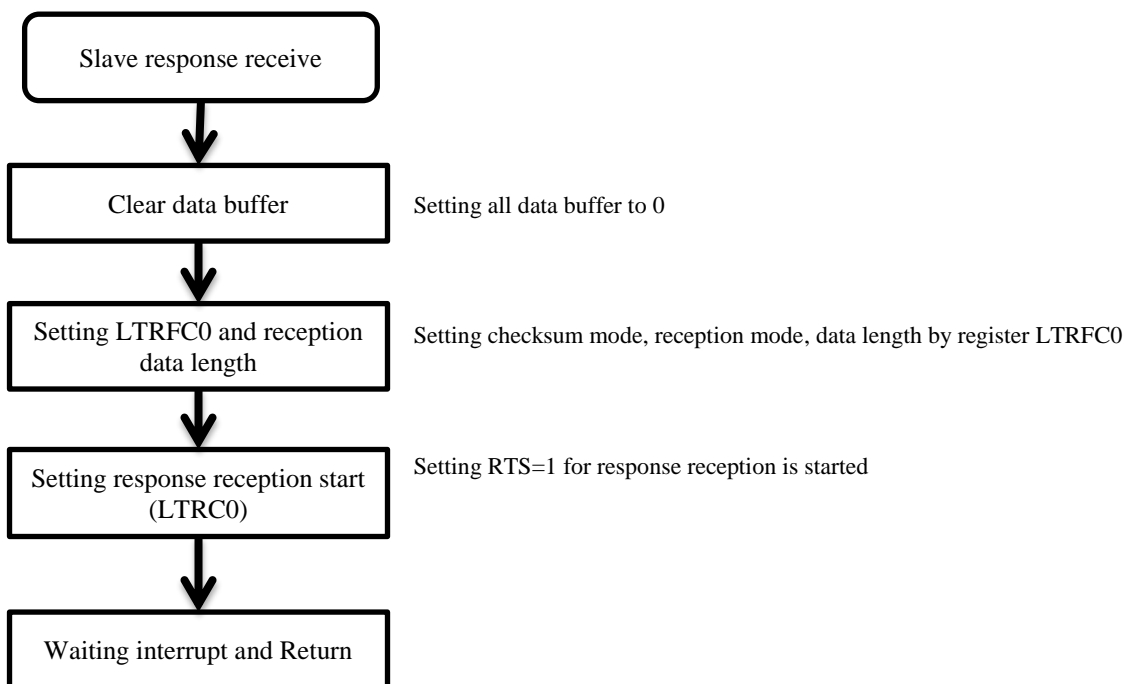 Slave response receive
Clear data buffer
Setting all data buffer to 0
Setting LTRFC0 and reception
data length
Setting checksum mode, reception mode, data length by register LTRFC0
Setting response reception start
(LTRC0)
Setting RTS=1 for response reception is started
Waiting interrupt and Return